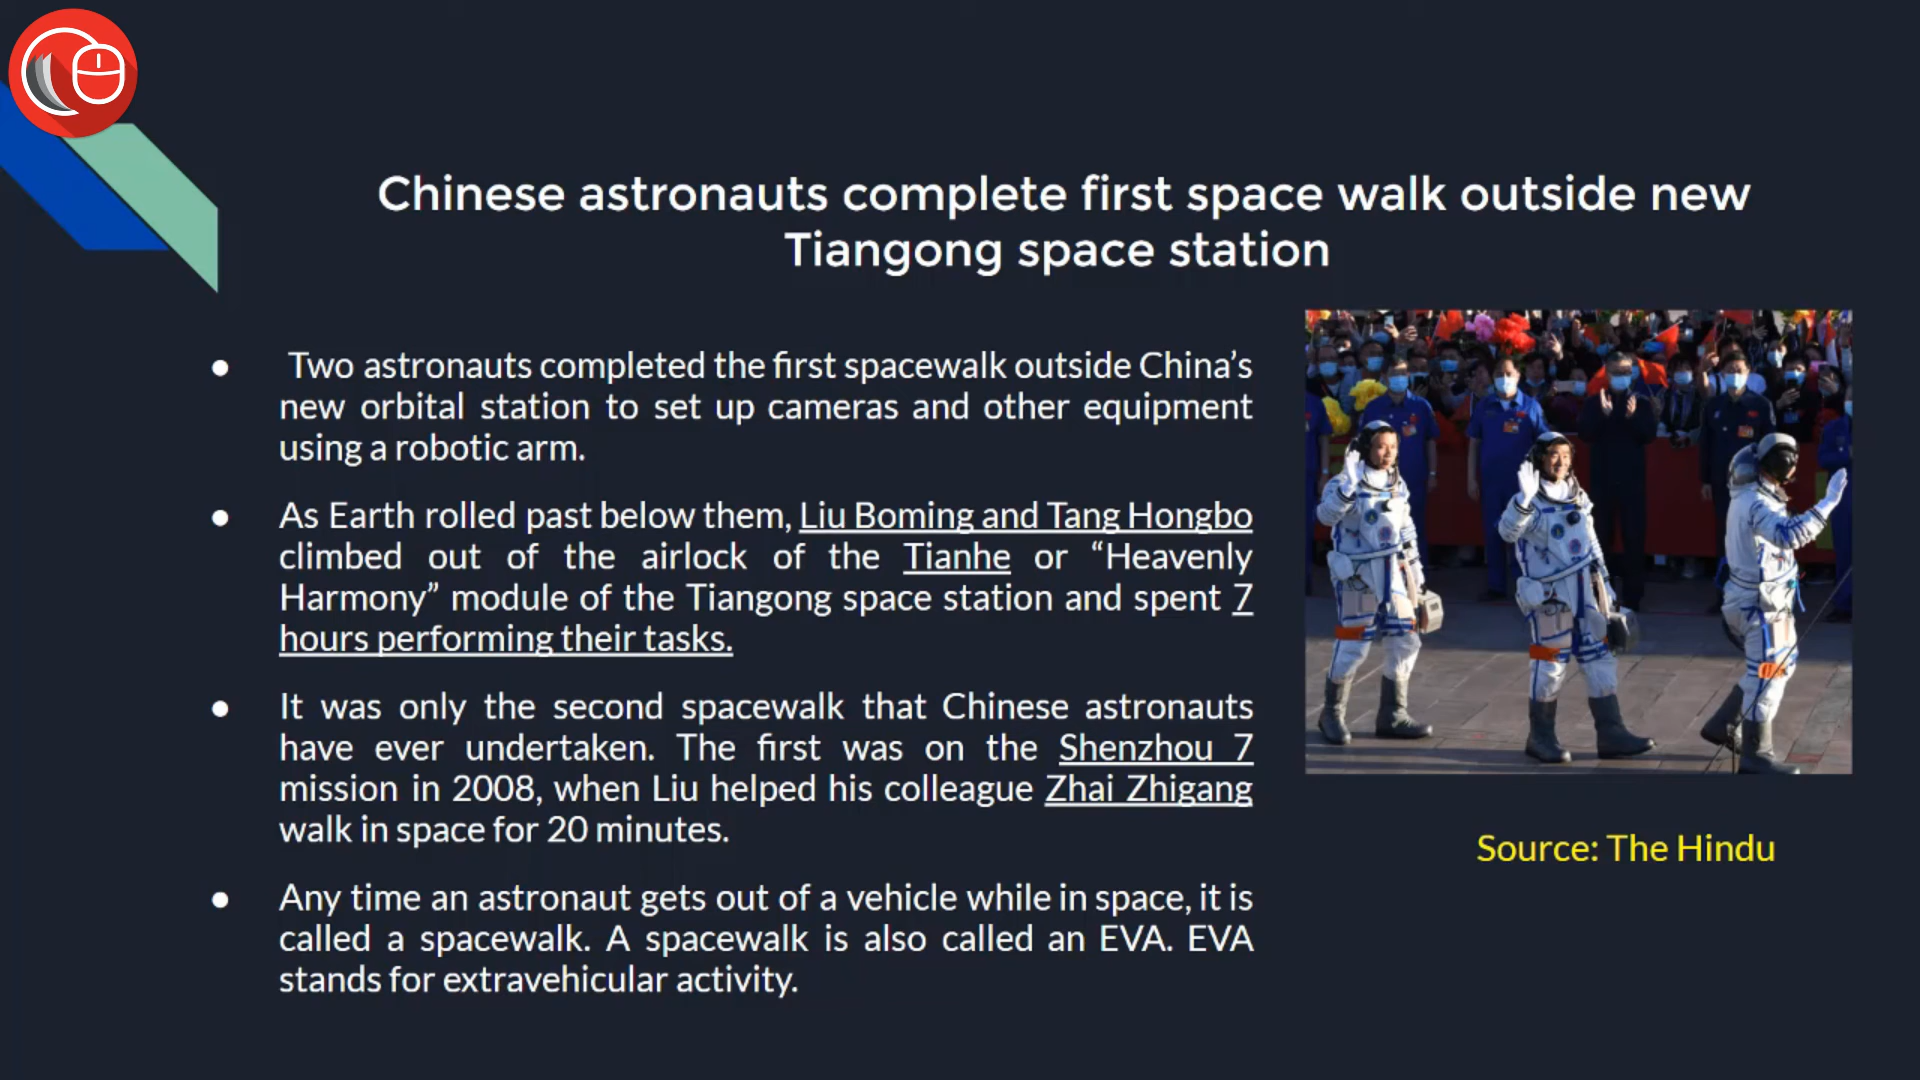 Chinese astronauts complete first space walk outside new
Tiangong space station
● Two astronauts completed the first spacewalk outside China’s
new orbital station to set up cameras and other equipment
using a robotic arm.
● As Earth rolled past below them, Liu Boming and Tang Hongbo
climbed out of the airlock of the Tianhe or “Heavenly
Harmony” module of the Tiangong space station and spent 7
hours performing their tasks.
● It was only the second spacewalk that Chinese astronauts
have ever undertaken. The first was on the Shenzhou 7
mission in 2008, when Liu helped his colleague Zhai Zhigang
walk in space for 20 minutes.
● Any time an astronaut gets out of a vehicle while in space, it is
called a spacewalk. A spacewalk is also called an EVA. EVA
stands for extravehicular activity.
Source: The Hindu